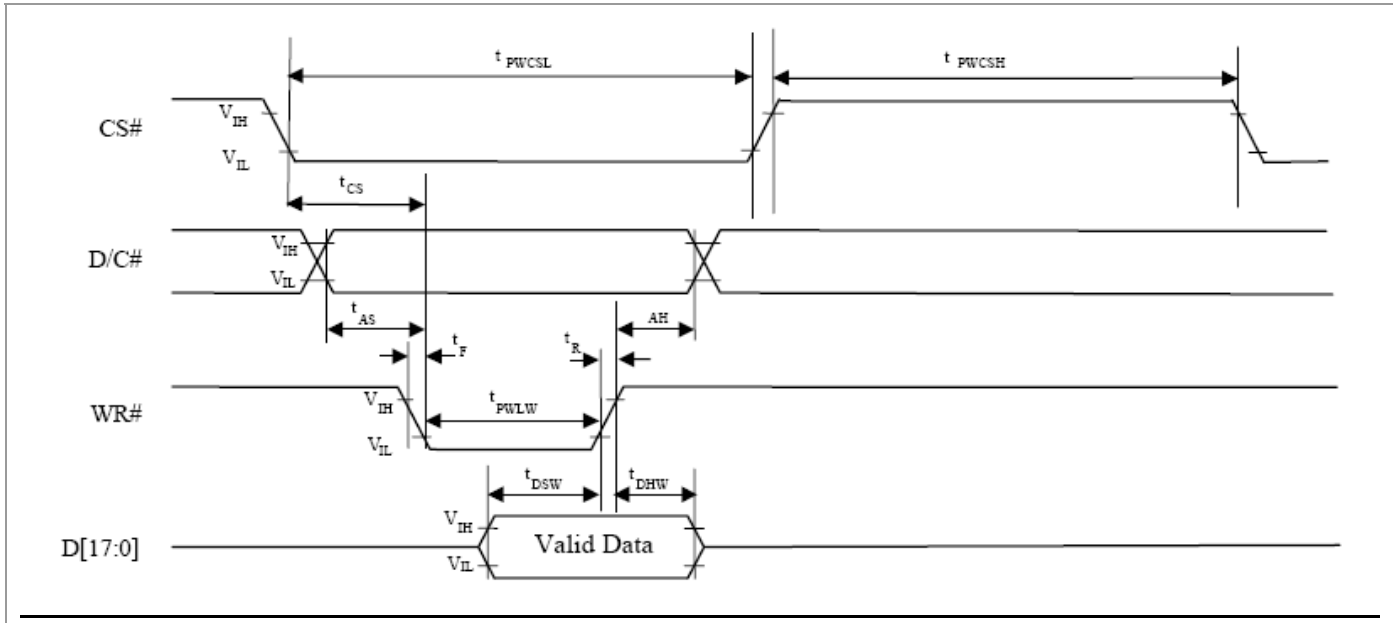 t PWCSL
t PWCSH
CS#
VIH
VIL
tCS
D/C#
VIH
VIL
tAS
tF
tR
AH
WR#
VIH
VIL
tPWLW
tDSW
tDHW
D[17:0]
VIH
VIL
Valid Data